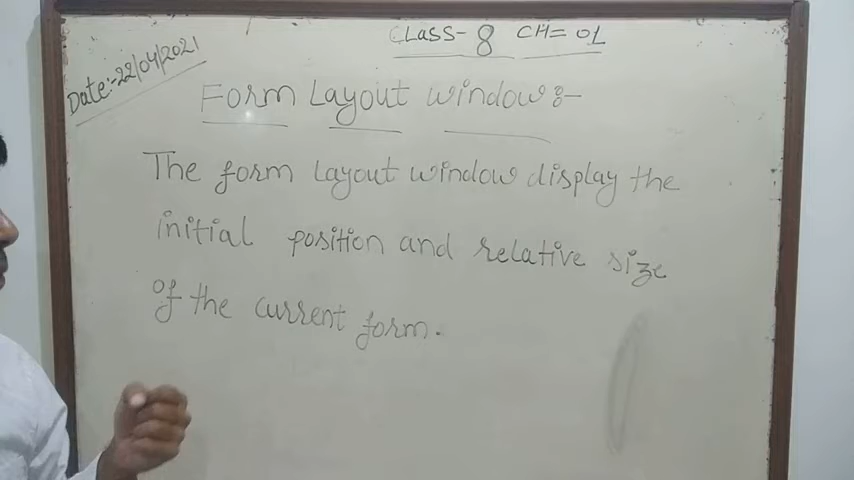 CLASS-8 CH=01
Date:-22/04/2021
Form Layout window:-
The form layout window display the
initial position and relative size
of the current form.